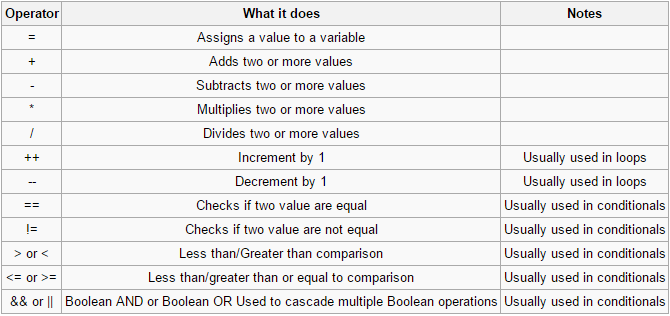 Operator What it does Notes
= Assigns a value to a variable
+ Adds two or more values
- Subtracts two or more values
* Multiplies two or more values
/ Divides two or more values
++ Increment by 1 Usually used in loops
-- Decrement by 1 Usually used in loops
== Checks if two value are equal Usually used in conditionals
!= Checks if two value are not equal Usually used in conditionals
> or < Less than/Greater than comparison Usually used in conditionals
<= or >= Less than/greater than or equal to comparison Usually used in conditionals
&& or || Boolean AND or Boolean OR Used to cascade multiple Boolean operations Usually used in conditionals